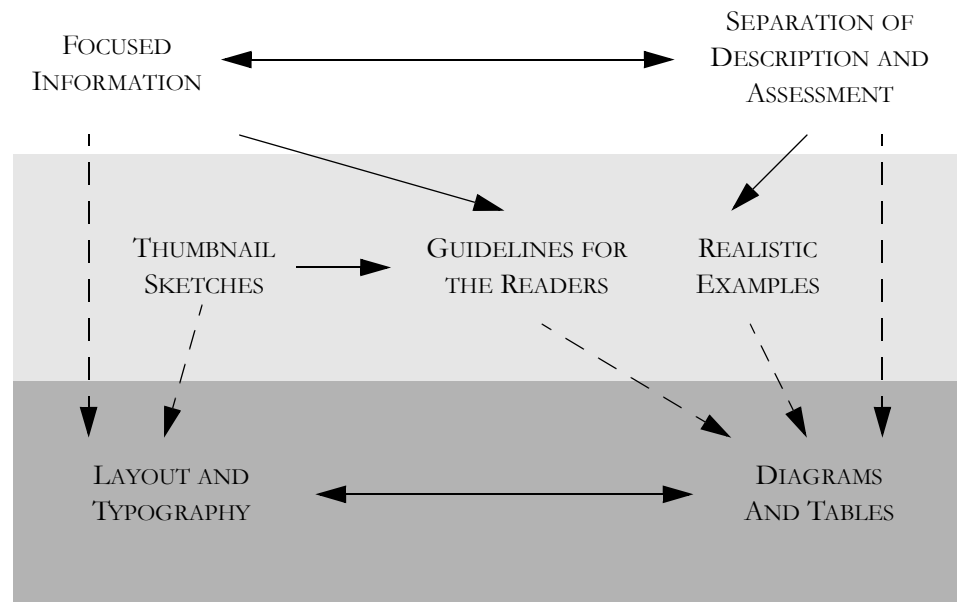 FOCUSED
INFORMATION
SEPARATION OF
DESCRIPTION AND
ASSESSMENT
THUMBNAIL
SKETCHES
GUIDELINES FOR
THE READERS
REALISTIC
EXAMPLES
LAYOUT AND
TYPOGRAPHY
DIAGRAMS
AND TABLES